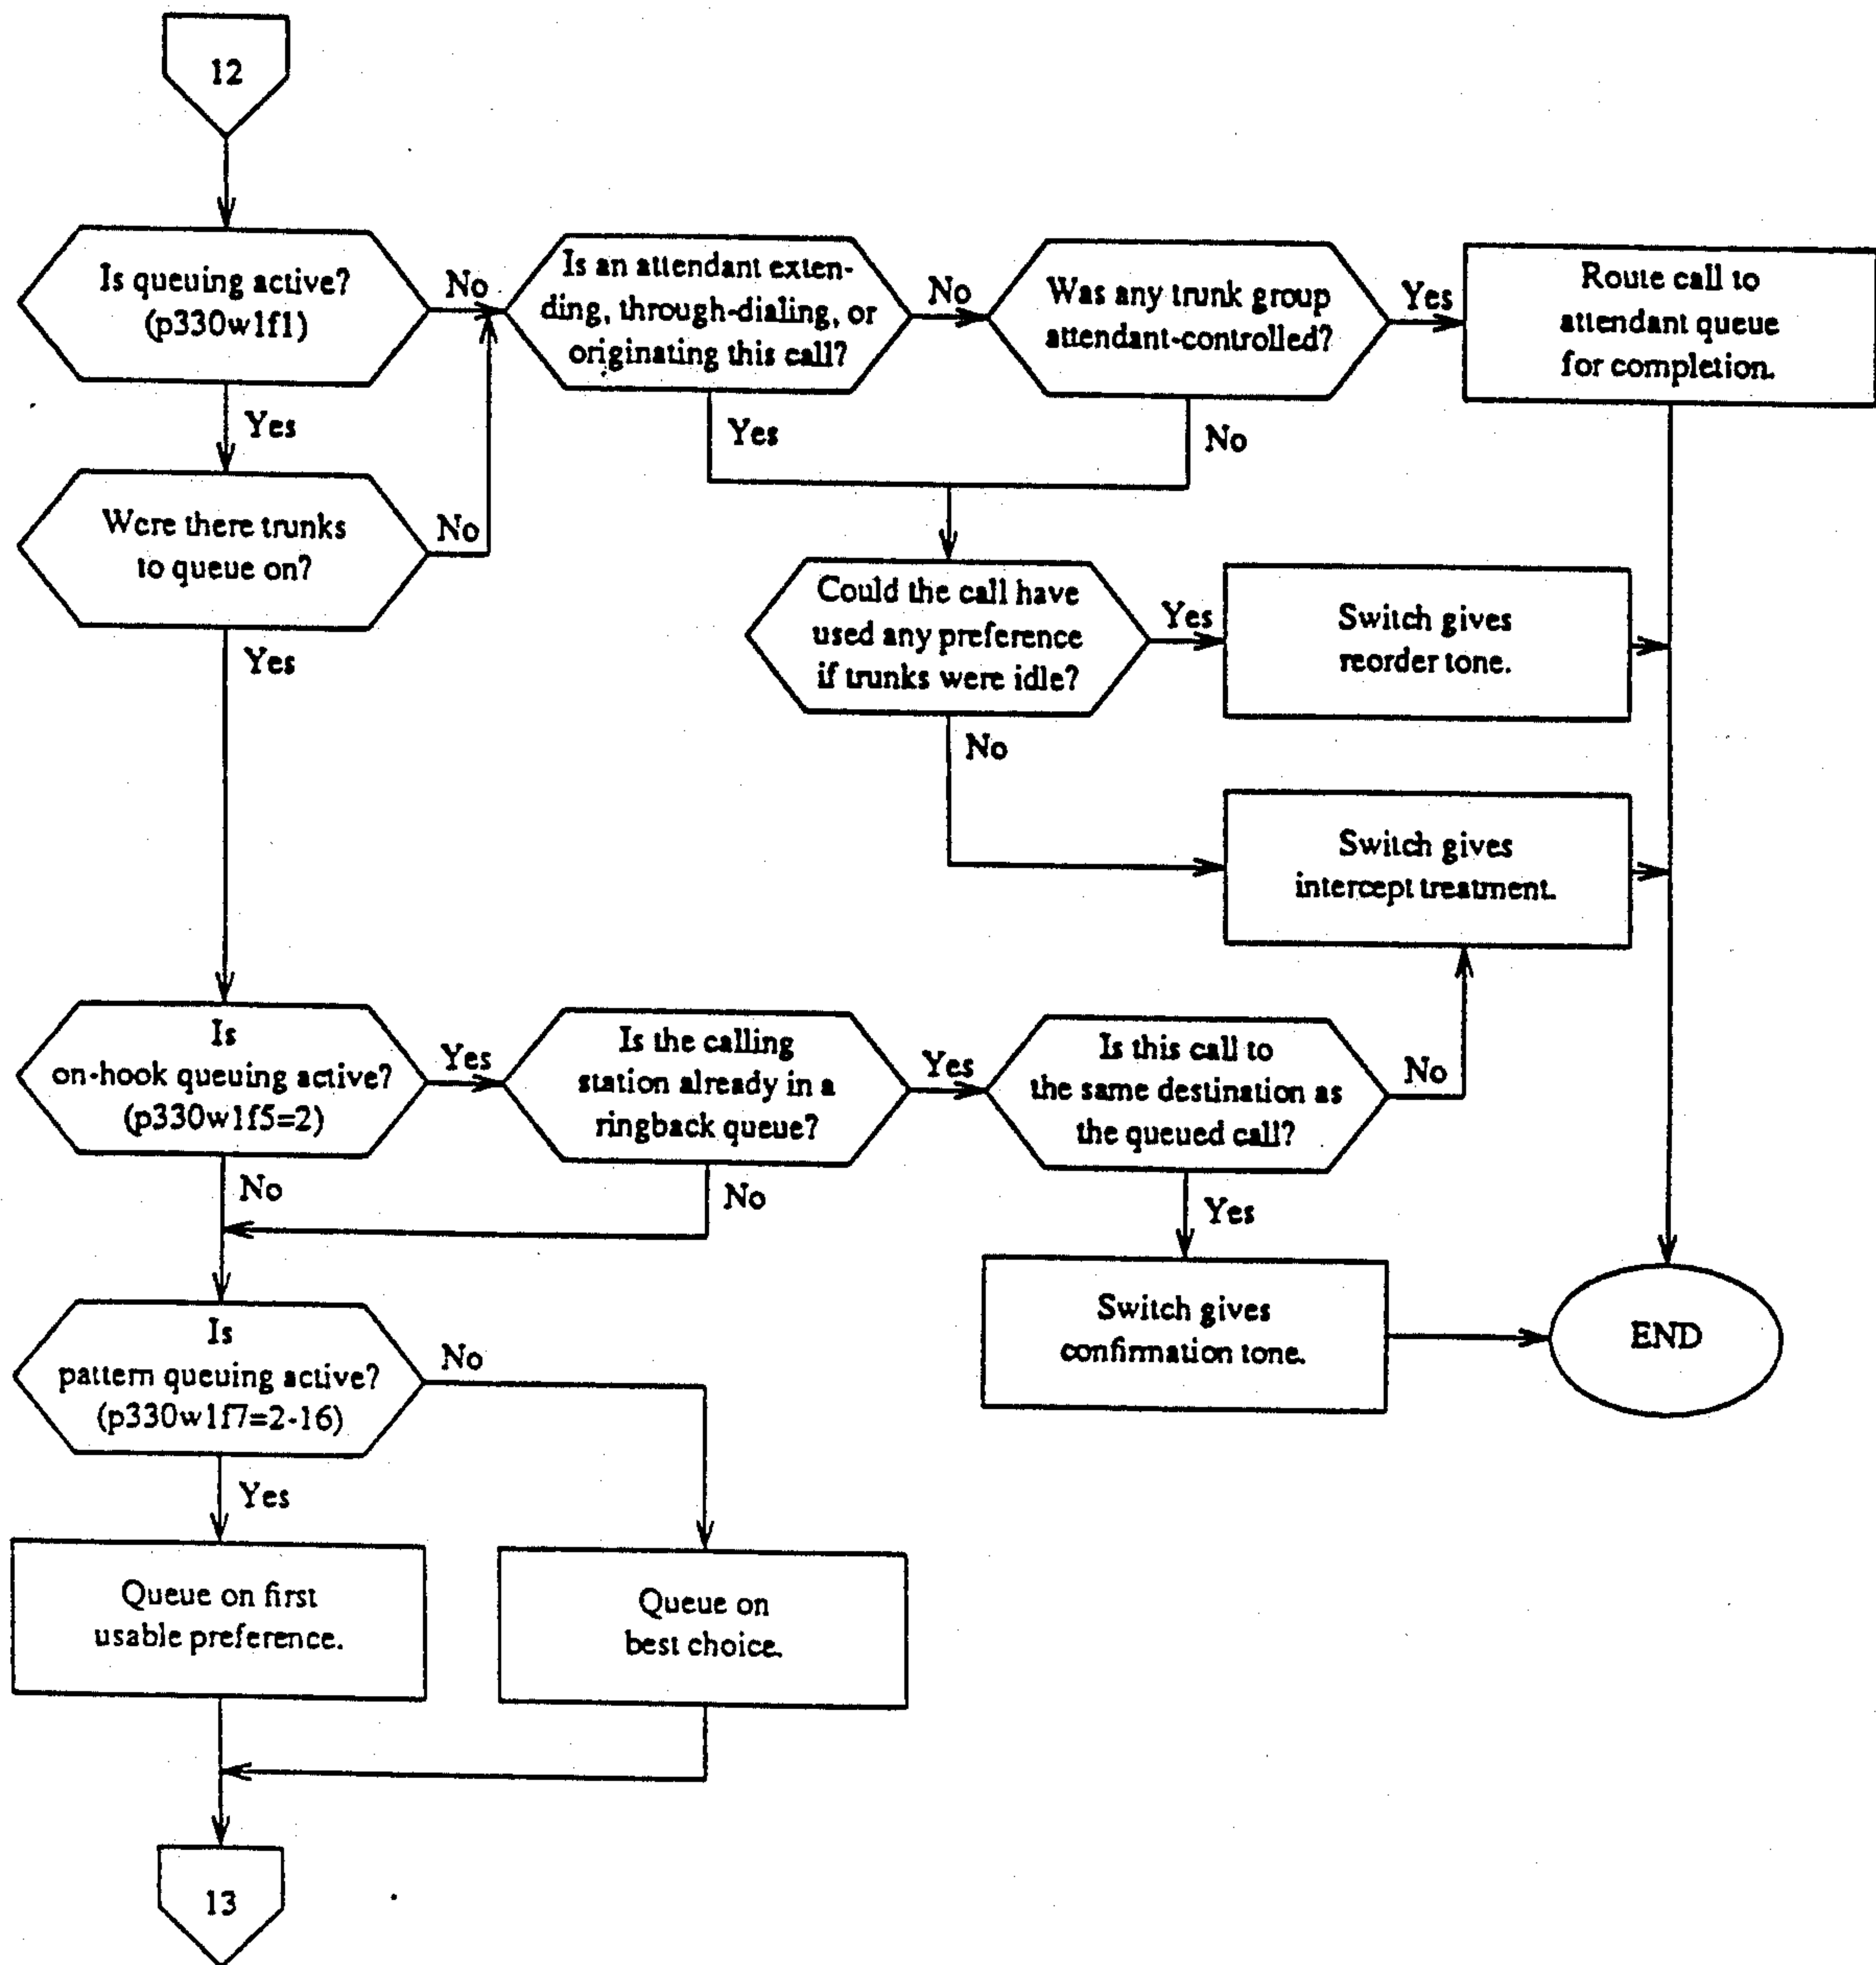 12
Is queuing active?
(p330w1f1)
No
Is an attendant exten-
ding, through-dialing, or
originating this call?
No
Was any trunk group
attendant-controlled?
Yes
Route call to
attendant queue
for completion.
Yes
Yes
No
Were there trunks
to queue on?
No
Could the call have
used any preference
if trunks were idle?
Yes
Switch gives
reorder tone.
Yes
No
Switch gives
intercept treatment.
Is
on-hook queuing active?
(p330w1f5=2)
Yes
Is the calling
station already in a
ringback queue?
Yes
Is this call to
the same destination as
the queued call?
No
No
No
Yes
Switch gives
confirmation tone.
END
Is
pattern queuing active?
(p330w1f7=2-16)
No
Yes
Queue on first
usable preference.
Queue on
best choice.
13